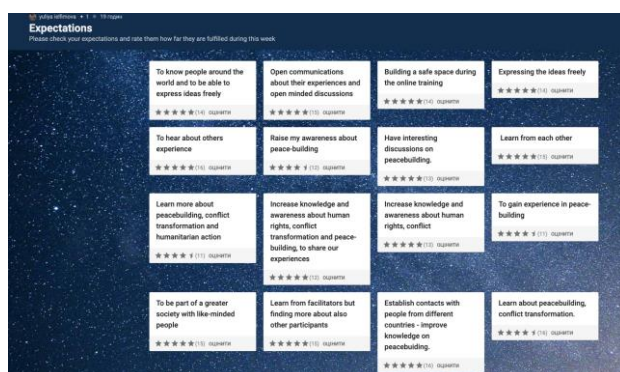 yuliya ielfimova • 1 • 19 годин
Expectations
Please check your expectations and rate them how far they are fulfilled during this week
To know people around the
world and to be able to
express ideas freely
★★★★★(14) оцінити
Open communications
about their experiences and
open minded discussions
★★★★★(15) оцінити
Building a safe space during
the online training
★★★★★(14) оцінити
Expressing the ideas freely
★★★★★(14) оцінити
To hear about others
experience
★★★★★(16) оцінити
Raise my awareness about
peace-building
(12) оцінити
Have interesting
discussions on
peacebuilding.
★★★★★(13) оцінити
Learn from each other
★★★★★(15) оцінити
Learn more about
peacebuilding, conflict
transformation and
humanitarian action
(11) оцінити
Increase knowledge and
awareness about human
rights, conflict
transformation and peace-
building, to share our
experiences
★★★★★(12) оцінити
Increase knowledge and
awareness about human
rights, conflict
★★★★★(13) оцінити
To gain experience in peace-
building
(11) оцінити
To be part of a greater
society with like-minded
people
★★★★★(15) оцінити
Learn from facilitators but
finding more about also
other participants
★★★★★(15) оцінити
Establish contacts with
people from different
countries - improve
knowledge on
peacebuiding.
★★★★★(16) оцінити
Learn about peacebuilding,
conflict transformation.
(16) оцінити